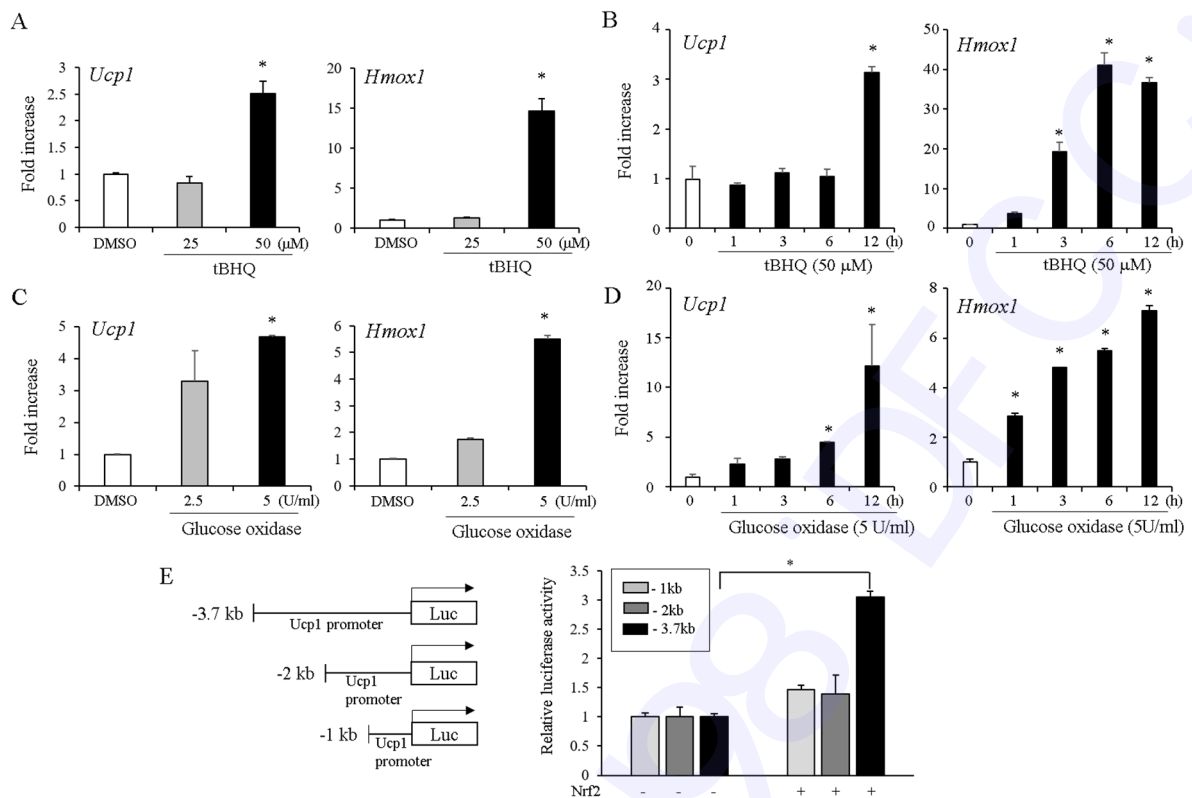 A
Ucp1
Fold increase
3
2.5
2
1.5
1
0.5
0
DMSO 25 50 (μM)
tBHQ
Hmox1
20
15
10
5
0
DMSO 25 50 (μM)
tBHQ
B
Ucp1
Fold increase
4
3
2
1
0
0 1 3 6 12 (h)
tBHQ (50 μM)
Hmox1
50
40
30
20
10
0
0 1 3 6 12 (h)
tBHQ (50 μM)
C
Ucp1
Fold increase
5
4
3
2
1
0
DMSO 2.5 5 (U/ml)
Glucose oxidase
Hmox1
6
5
4
3
2
1
0
DMSO 2.5 5 (U/ml)
Glucose oxidase
D
Ucp1
Fold increase
20
15
10
5
0
0 1 3 6 12 (h)
Glucose oxidase (5 U/ml)
Hmox1
8
6
4
2
0
0 1 3 6 12 (h)
Glucose oxidase (5U/ml)
E
-3.7 kb
Ucp1 promoter
Luc
-2 kb
Ucp1
promoter
Luc
-1 kb
Ucp1
promoter
Luc
Relative luciferase activity
3.5
3
2.5
2
1.5
1
0.5
0
- 1kb
- 2kb
- 3.7kb
*
Nrf2 - - - + + +